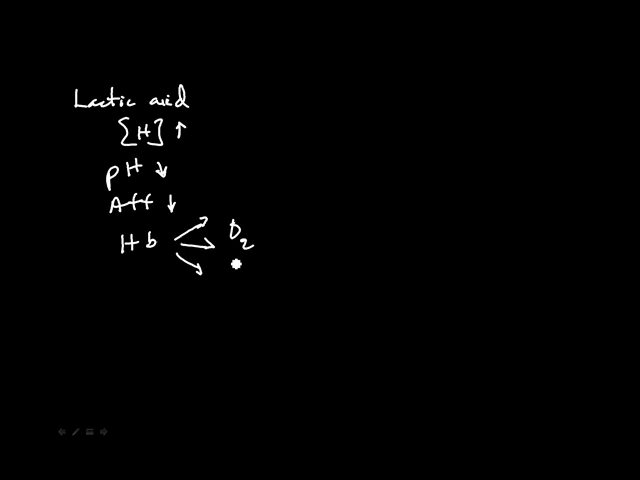 Lactic acid
[H] ↑
pH ↓
Aff ↓
Hb → O2